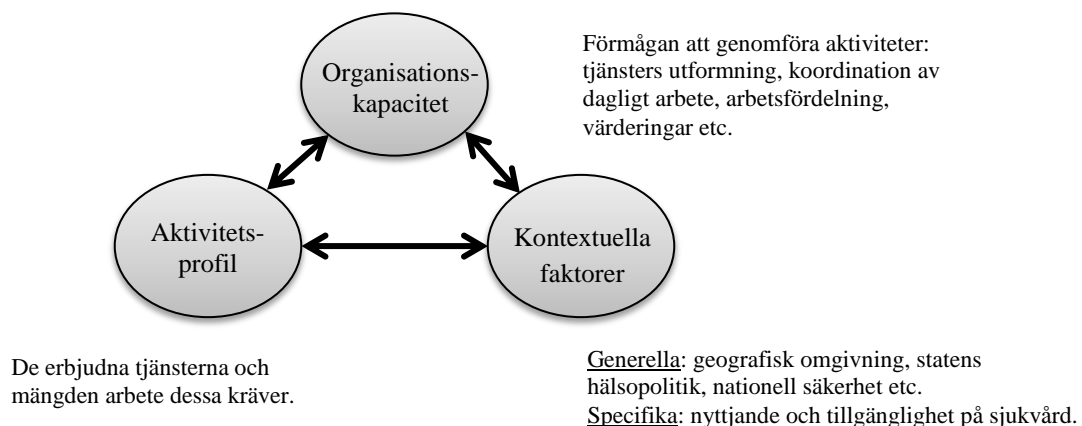 Organisations-
kapacitet
Förmågan att genomföra aktiviteter:
tjänsters utformning, koordination av
dagligt arbete, arbetsfördelning,
värderingar etc.
Aktivitets-
profil
Kontextuella
faktorer
De erbjudna tjänsterna och
mängden arbete dessa kräver.
Generella: geografisk omgivning, statens
hälsopolitik, nationell säkerhet etc.
Specifika: nyttjande och tillgänglighet på sjukvård.